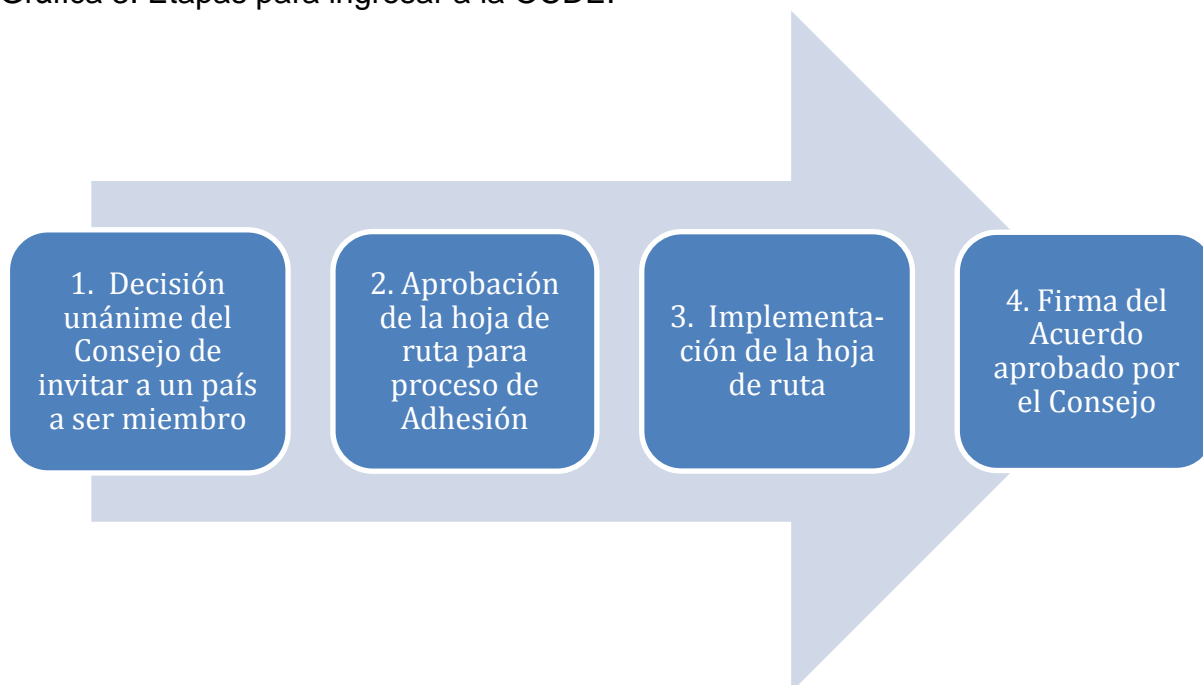 Gráfica Etapas para ingresar a la OCDE.
1. Decisión
unánime del
Consejo de
invitar a un país
a ser miembro
2. Aprobación
de la hoja de
ruta para
proceso de
Adhesión
3. Implementa-
ción de la hoja
de ruta
4. Firma del
Acuerdo
aprobado por
el Consejo